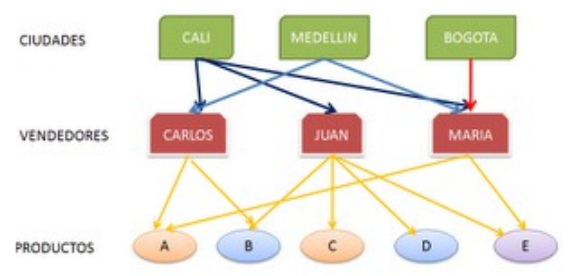 CIUDADES CALI MEDELLIN BOGOTA
VENDEDORES CARLOS JUAN MARIA
PRODUCTOS A B C D E